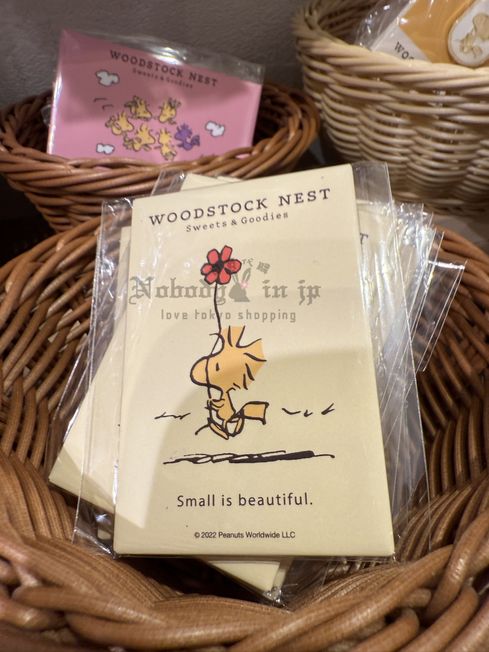 WOODSTOCK NEST
Sweets & Goodies
WOODSTOCK NEST
Sweets & Goodies
Nobody in jp
love tokyo shopping
Small is beautiful.
© 2022 Peanuts Worldwide LLC